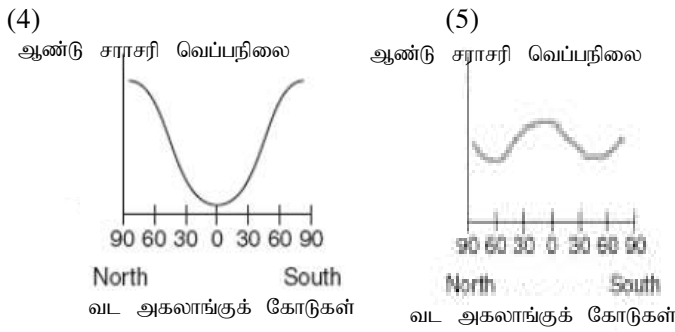 (4)
ஆண்டு சராசரி வெப்பநிலை
90 60 30 0 30 60 90
North South
வட அகலாங்குக் கோடுகள்
(5)
ஆண்டு சராசரி வெப்பநிலை
90 60 30 0 30 60 90
North South
வட அகலாங்குக் கோடுகள்